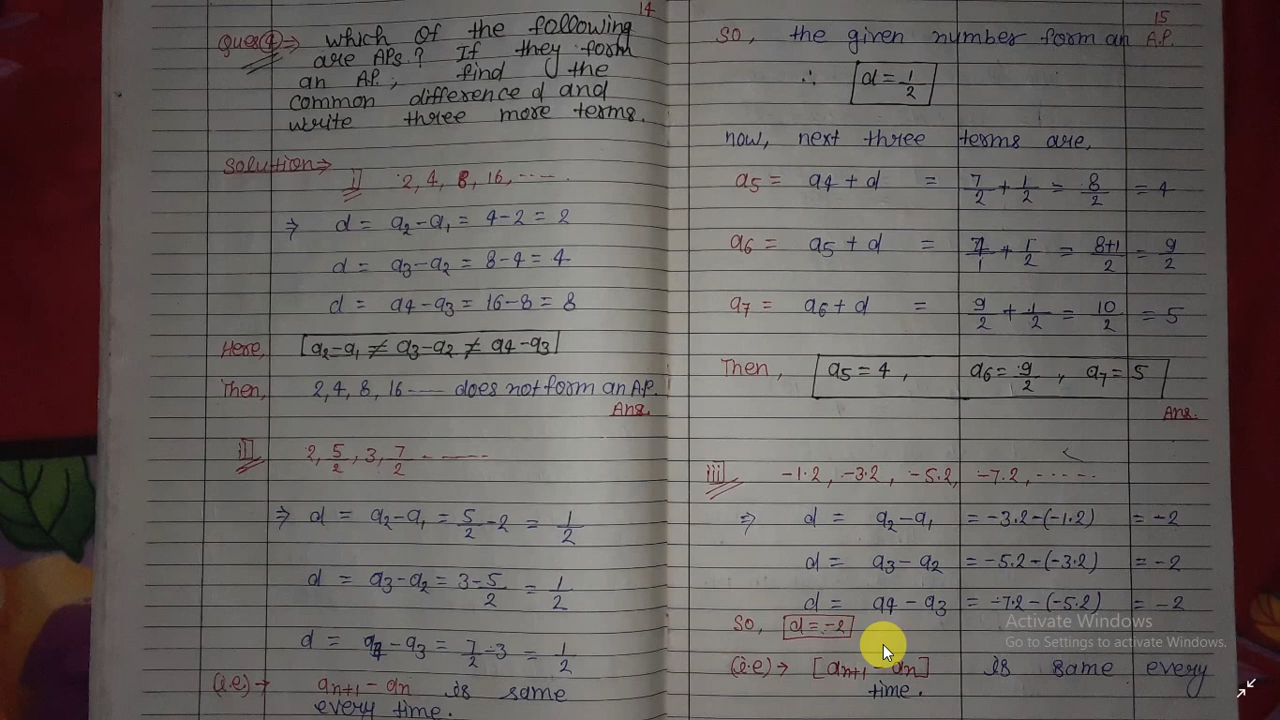 14
Ques(4)⇒ which of the following
are APs? If they form
an AP., find the
common difference d and
write three more terms.
Solution⇒
I] 2, 4, 8, 16, .......
⇒ d = a2-a1 = 4-2 = 2
d = a3-a2 = 8-4 = 4
d = a4-a3 = 16-8 = 8
Here, [a2-a1 ≠ a3-a2 ≠ a4-a3]
Then, 2, 4, 8, 16 ...... does not form an AP.
Ans.
ii] 2, 5/2, 3, 7/2 .......
⇒ d = a2-a1 = 5/2-2 = 1/2
d = a3-a2 = 3-5/2 = 1/2
d = a4-a3 = 7/2-3 = 1/2
(i.e)→ an+1-an is same
every time.
15
So, the given number form an A.P.
∴ d = 1/2
now, next three terms are,
a5 = a4+d = 7/2 + 1/2 = 8/2 = 4
a6 = a5+d = 4/1 + 1/2 = 8+1/2 = 9/2
a7 = a6+d = 9/2 + 1/2 = 10/2 = 5
Then, a5=4, a6=9/2, a7=5
Ans.
iii] -1.2, -3.2, -5.2, -7.2, ......
⇒ d = a2-a1 = -3.2-(-1.2) = -2
d = a3-a2 = -5.2-(-3.2) = -2
d = a4-a3 = -7.2-(-5.2) = -2
So, d=-2
(i.e)→ [an+1-an] is same every
time.
Activate Windows
Go to Settings to activate Windows.